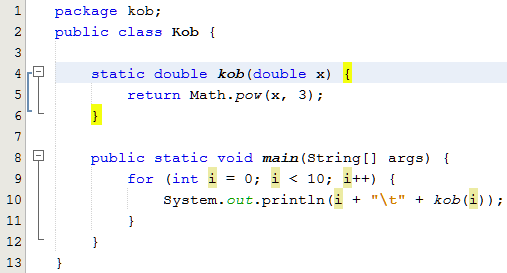 1 package kob;
2 public class Kob {
3
4 static double kob(double x) {
5 return Math.pow(x, 3);
6 }
7
8 public static void main(String[] args) {
9 for (int i = 0; i < 10; i++) {
10 System.out.println(i + "\t" + kob(i));
11 }
12 }
13 }